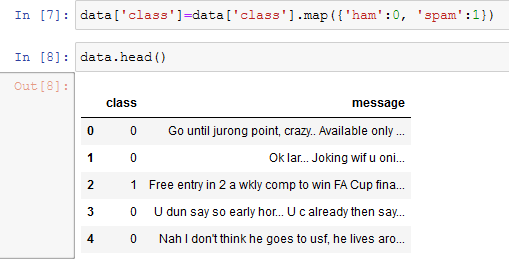 In [7]: data['class']=data['class'].map({'ham':0, 'spam':1})
In [8]: data.head()
Out[8]:
class message
0 0 Go until jurong point, crazy.. Available only ...
1 0 Ok lar... Joking wif u oni...
2 1 Free entry in 2 a wkly comp to win FA Cup fina...
3 0 U dun say so early hor... U c already then say...
4 0 Nah I don't think he goes to usf, he lives aro...